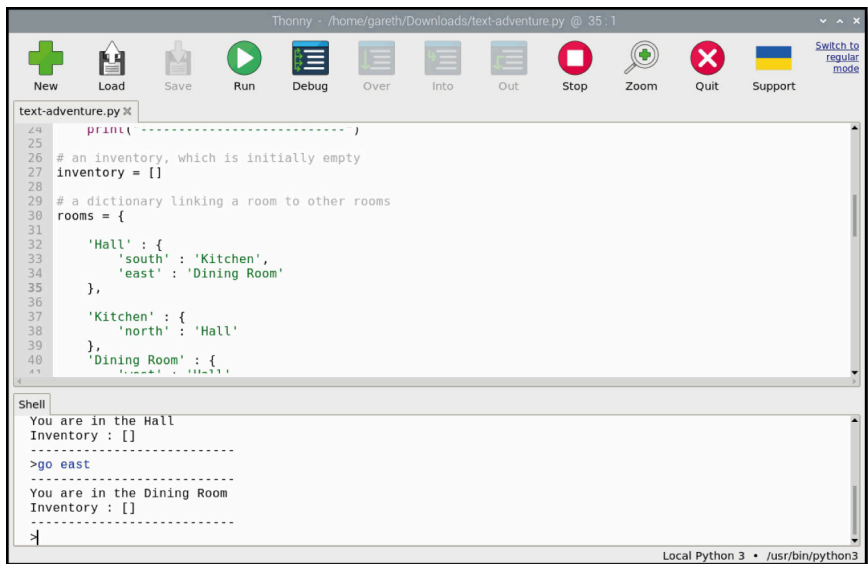 Thonny - /home/gareth/Downloads/text-adventure.py @ 35:1
New Load Save Run Debug Over Into Out Stop Zoom Quit Support
Switch to
regular
mode
text-adventure.py
24     print("---------------------------")
25
26 # an inventory, which is initially empty
27 inventory = []
28
29 # a dictionary linking a room to other rooms
30 rooms = {
31
32     'Hall' : {
33         'south' : 'Kitchen',
34         'east' : 'Dining Room'
35     },
36
37     'Kitchen' : {
38         'north' : 'Hall'
39     },
40     'Dining Room' : {
41         'west' : 'Hall'
Shell
You are in the Hall
Inventory : []
---------------------------
>go east
---------------------------
You are in the Dining Room
Inventory : []
---------------------------
>
Local Python 3 • /usr/bin/python3